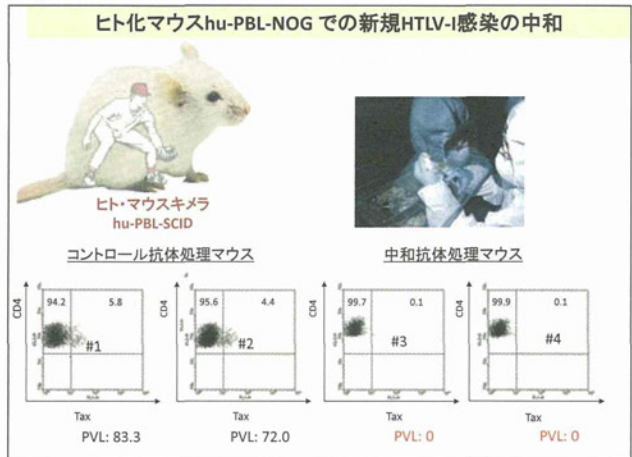 ヒト化マウスhu-PBL-NOG での新規HTLV-I感染の中和
ヒト・マウスキメラ
hu-PBL-SCID
コントロール抗体処理マウス
中和抗体処理マウス
CD4
94.2 5.8
#1
95.6 4.4
#2
CD4
99.7 0.1
#3
99.9 0.1
#4
Tax
Tax
Tax
Tax
PVL: 83.3
PVL: 72.0
PVL: 0
PVL: 0